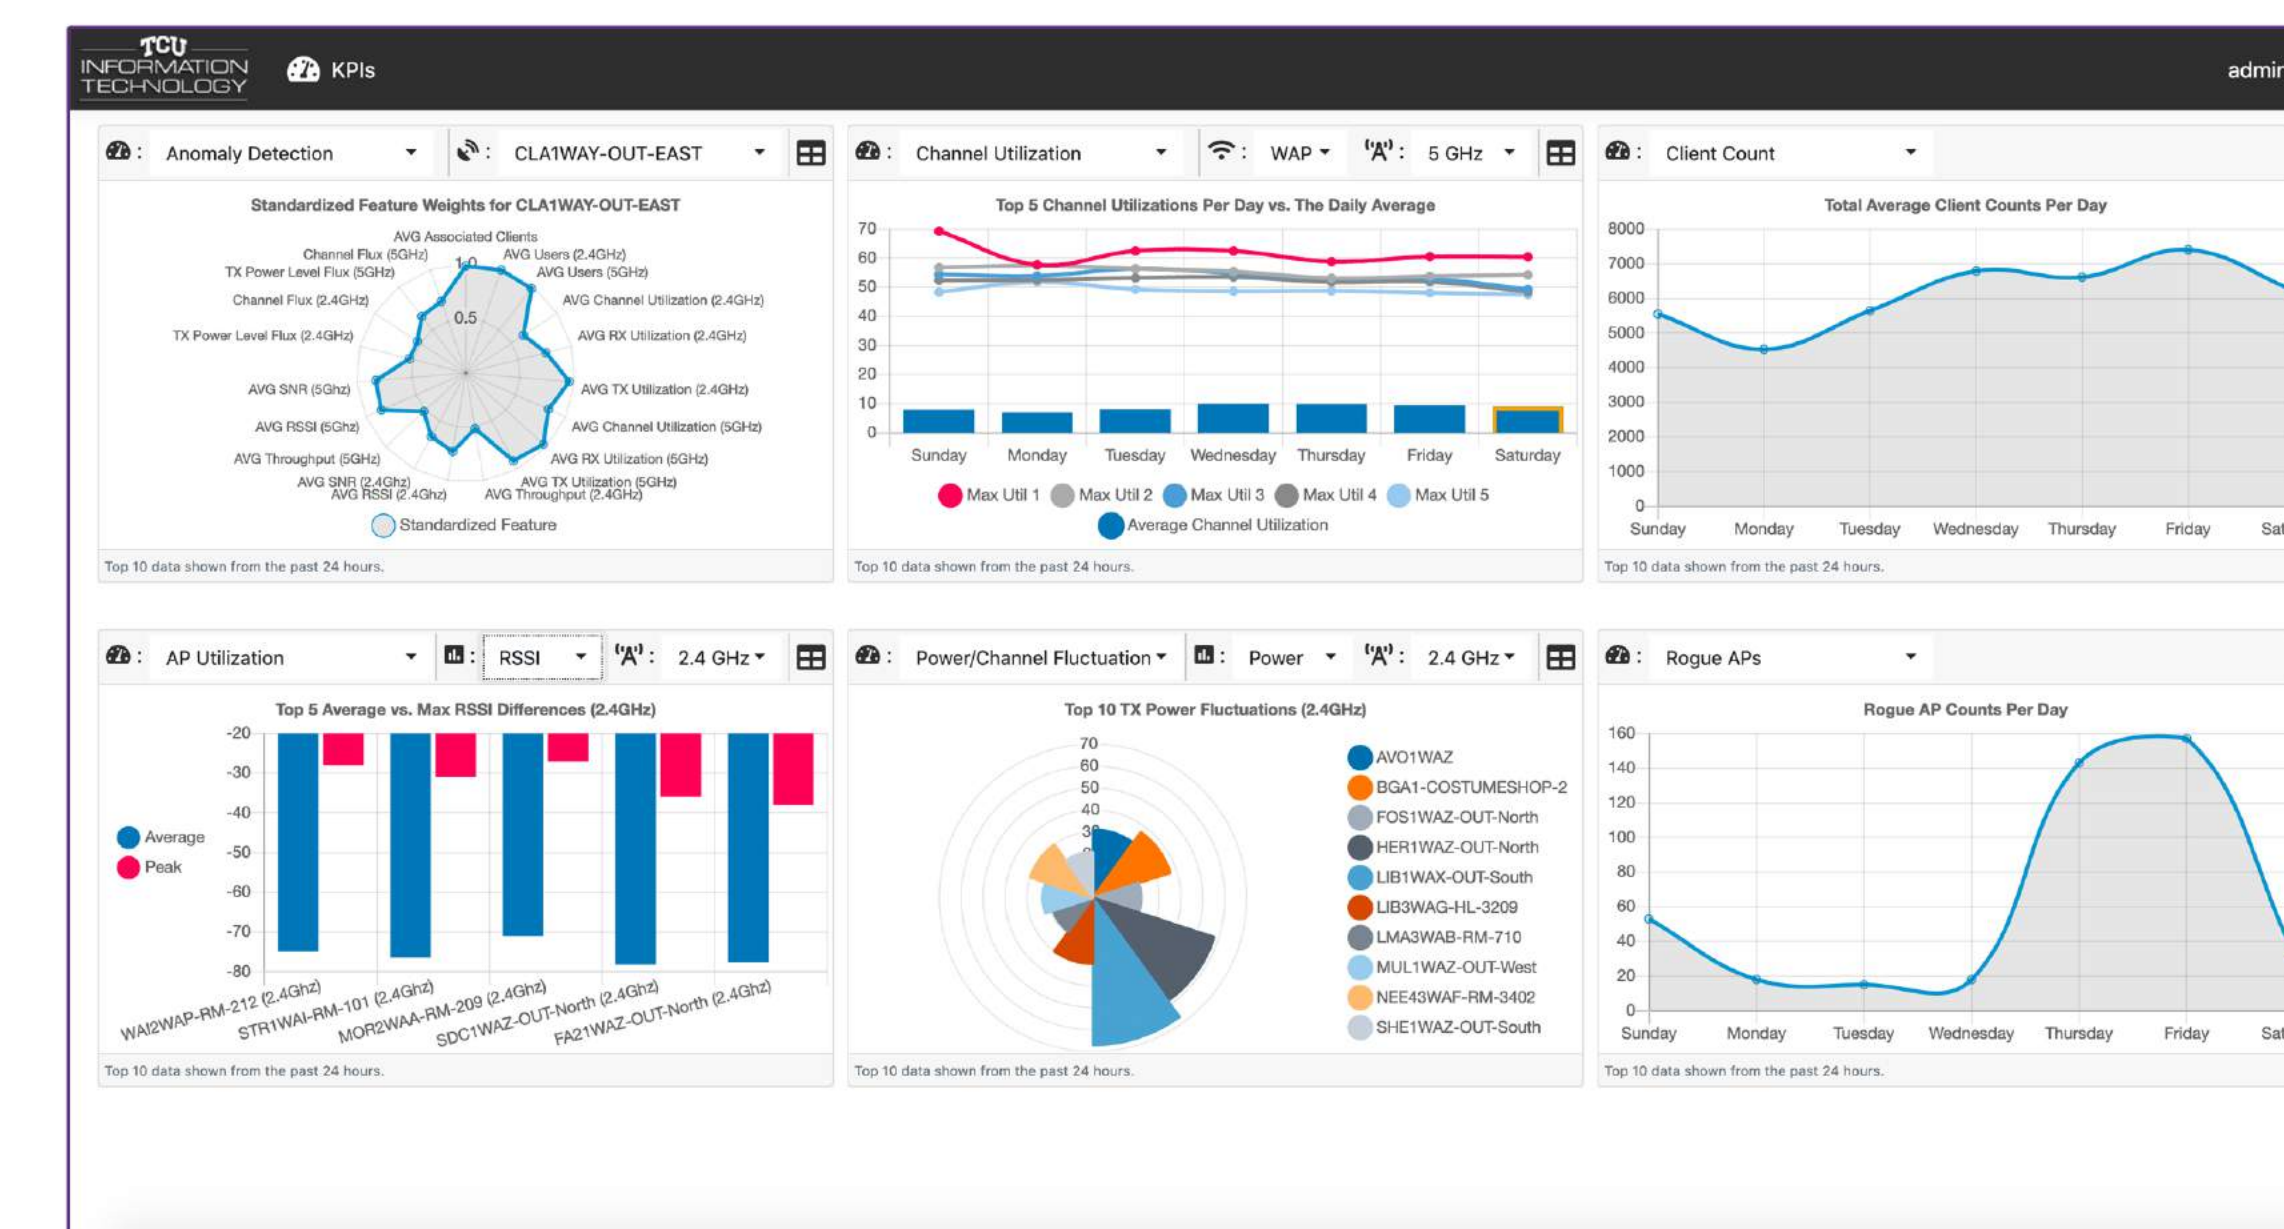 TCU
INFORMATION
TECHNOLOGY
KPIs
admin
: Anomaly Detection : CLA1WAY-OUT-EAST
Standardized Feature Weights for CLA1WAY-OUT-EAST
AVG Associated Clients
Channel Flux (5GHz) 1.0 AVG Users (2.4GHz)
TX Power Level Flux (5GHz) AVG Users (5GHz)
Channel Flux (2.4GHz) AVG Channel Utilization (2.4GHz)
0.5
TX Power Level Flux (2.4GHz) AVG RX Utilization (2.4GHz)
AVG SNR (5Ghz) AVG TX Utilization (2.4GHz)
AVG RSSI (5Ghz) AVG Channel Utilization (5GHz)
AVG Throughput (5GHz) AVG RX Utilization (5GHz)
AVG SNR (2.4Ghz) AVG TX Utilization (5GHz)
AVG RSSI (2.4Ghz) AVG Throughput (2.4GHz)
Standardized Feature
Top 10 data shown from the past 24 hours.
: Channel Utilization : WAP : 5 GHz
Top 5 Channel Utilizations Per Day vs. The Daily Average
70
60
50
40
30
20
10
0
Sunday Monday Tuesday Wednesday Thursday Friday Saturday
Max Util 1 Max Util 2 Max Util 3 Max Util 4 Max Util 5
Average Channel Utilization
Top 10 data shown from the past 24 hours.
: Client Count
Total Average Client Counts Per Day
8000
7000
6000
5000
4000
3000
2000
1000
0
Sunday Monday Tuesday Wednesday Thursday Friday Sat
Top 10 data shown from the past 24 hours.
: AP Utilization : RSSI : 2.4 GHz
Top 5 Average vs. Max RSSI Differences (2.4GHz)
-20
-30
-40
-50
-60
-70
-80
Average
Peak
WAI2WAP-RM-212 (2.4Ghz)
STR1WAI-RM-101 (2.4Ghz)
MOR2WAA-RM-209 (2.4Ghz)
SDC1WAZ-OUT-North (2.4Ghz)
FA21WAZ-OUT-North (2.4Ghz)
Top 10 data shown from the past 24 hours.
: Power/Channel Fluctuation : Power : 2.4 GHz
Top 10 TX Power Fluctuations (2.4GHz)
70
60
50
40
AVO1WAZ
BGA1-COSTUMESHOP-2
FOS1WAZ-OUT-North
HER1WAZ-OUT-North
LIB1WAX-OUT-South
LIB3WAG-HL-3209
LMA3WAB-RM-710
MUL1WAZ-OUT-West
NEE43WAF-RM-3402
SHE1WAZ-OUT-South
Top 10 data shown from the past 24 hours.
: Rogue APs
Rogue AP Counts Per Day
160
140
120
100
80
60
40
20
0
Sunday Monday Tuesday Wednesday Thursday Friday Sat
Top 10 data shown from the past 24 hours.